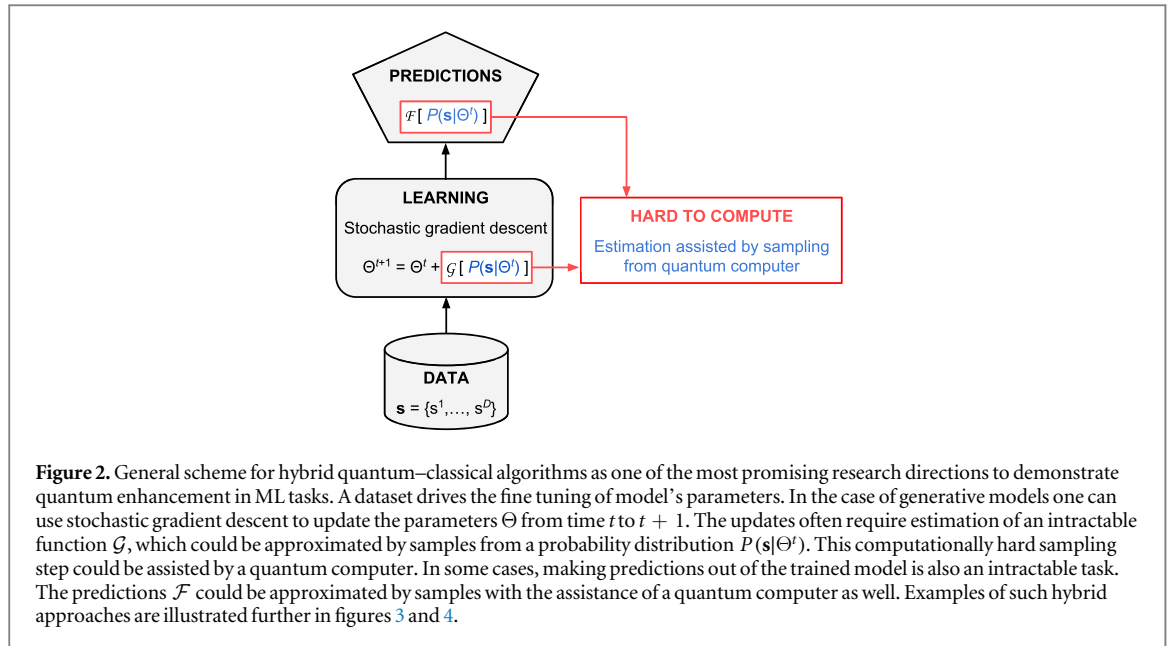 PREDICTIONS
ℱ[ P(s|Θᵗ) ]
LEARNING
Stochastic gradient descent
Θᵗ⁺¹ = Θᵗ + 𝒢[ P(s|Θᵗ) ]
HARD TO COMPUTE
Estimation assisted by sampling
from quantum computer
DATA
s = {s¹,..., sᴰ}
Figure 2. General scheme for hybrid quantum–classical algorithms as one of the most promising research directions to demonstrate
quantum enhancement in ML tasks. A dataset drives the fine tuning of model's parameters. In the case of generative models one can
use stochastic gradient descent to update the parameters Θ from time t to t + 1. The updates often require estimation of an intractable
function 𝒢, which could be approximated by samples from a probability distribution P(s|Θᵗ). This computationally hard sampling
step could be assisted by a quantum computer. In some cases, making predictions out of the trained model is also an intractable task.
The predictions ℱ could be approximated by samples with the assistance of a quantum computer as well. Examples of such hybrid
approaches are illustrated further in figures 3 and 4.